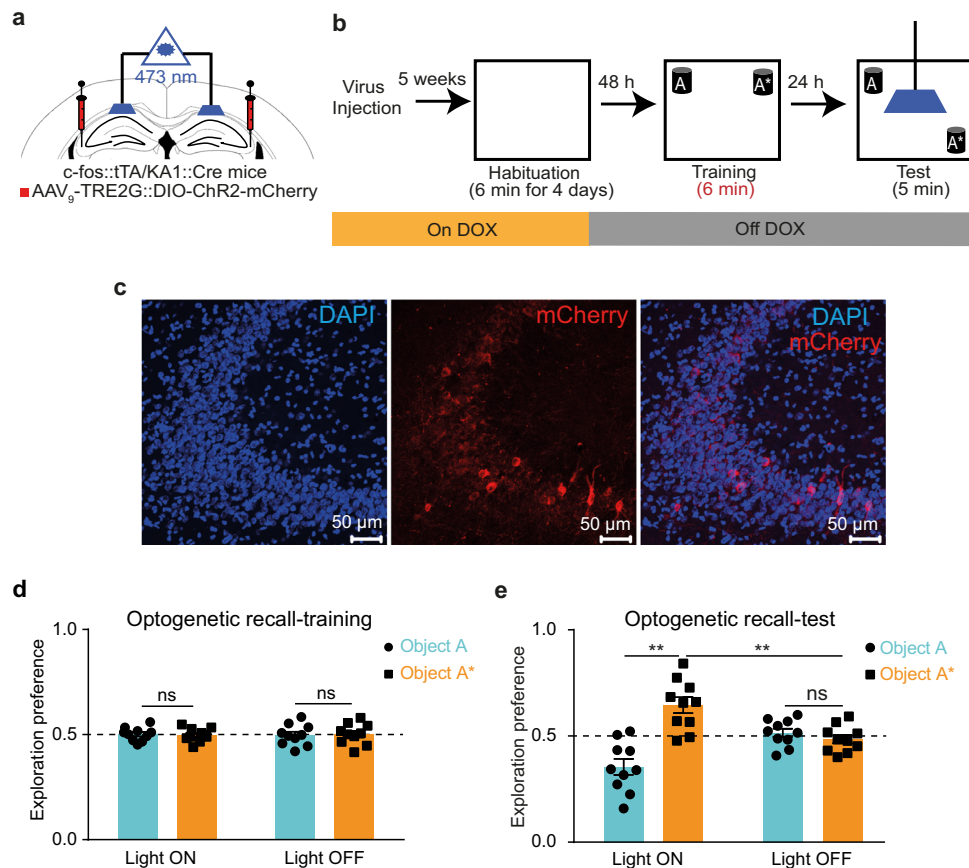 a
473 nm
c-fos::tTA/KA1::Cre mice
AAV9-TRE2G::DIO-ChR2-mCherry
b
Virus
Injection
5 weeks
48 h
24 h
A
A*
A
A*
Habituation
(6 min for 4 days)
Training
(6 min)
Test
(5 min)
On DOX
Off DOX
c
DAPI
50 µm
mCherry
50 µm
DAPI
mCherry
50 µm
d
Optogenetic recall-training
Exploration preference
1.0
0.5
0.0
ns
ns
Object A
Object A*
Light ON
Light OFF
e
Optogenetic recall-test
Exploration preference
1.0
0.5
0.0
**
**
ns
Object A
Object A*
Light ON
Light OFF